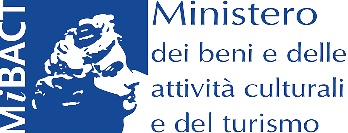 MiBACT
Ministero
dei beni e delle
attività culturali
e del turismo